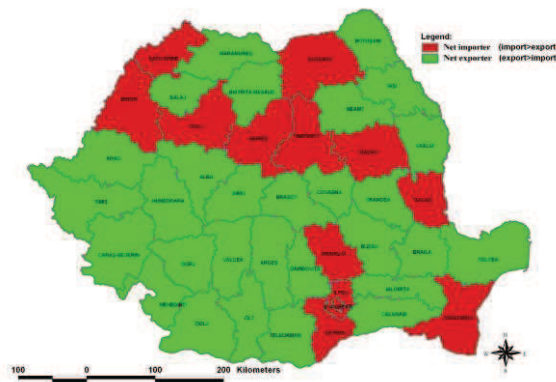 Legend:
Net importer (import>export)
Net exporter (export>import)
MARAMURES
BOTOSANI
SUCEAVA
SATU MARE
BISTRITA-NASAUD
IASI
SALAJ
NEAMT
BIHOR
CLUJ
MURES
HARGHITA
BACAU
VASLUI
ARAD
ALBA
SIBIU
BRASOV
COVASNA
VRANCEA
GALATI
TIMIS
HUNEDOARA
CARAS-SEVERIN
GORJ
VALCEA
ARGES
PRAHOVA
BUZAU
BRAILA
TULCEA
DAMBOVITA
ILFOV
IALOMITA
MEHEDINTI
DOLJ
OLT
TELEORMAN
CALARASI
N
100 0 100 200 Kilometers